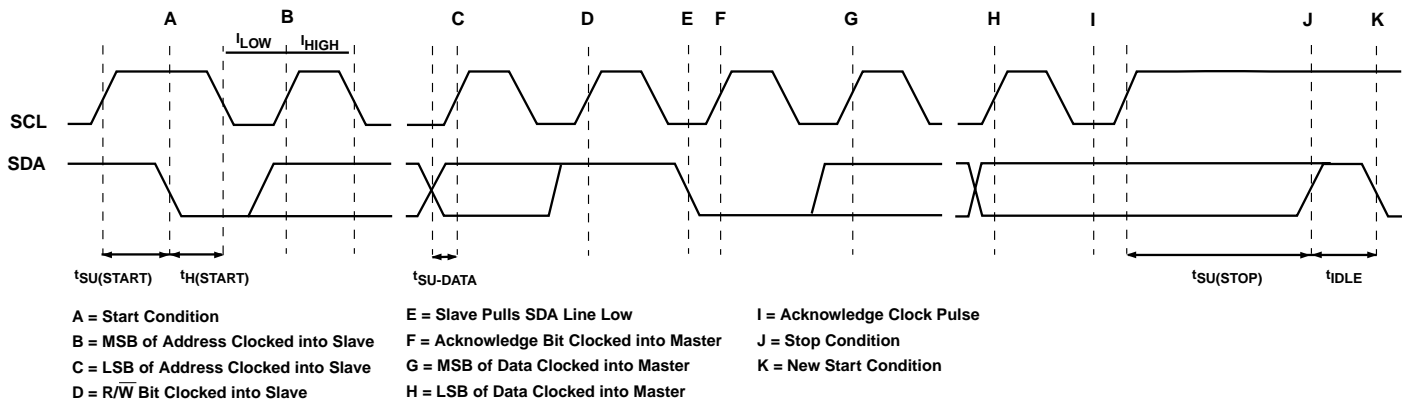 A B C D E F G H I J K
ILOW IHIGH
SCL
SDA
tSU(START) tH(START) tSU-DATA tSU(STOP) tIDLE
A = Start Condition
B = MSB of Address Clocked into Slave
C = LSB of Address Clocked into Slave
D = R/W̅ Bit Clocked into Slave
E = Slave Pulls SDA Line Low
F = Acknowledge Bit Clocked into Master
G = MSB of Data Clocked into Master
H = LSB of Data Clocked into Master
I = Acknowledge Clock Pulse
J = Stop Condition
K = New Start Condition